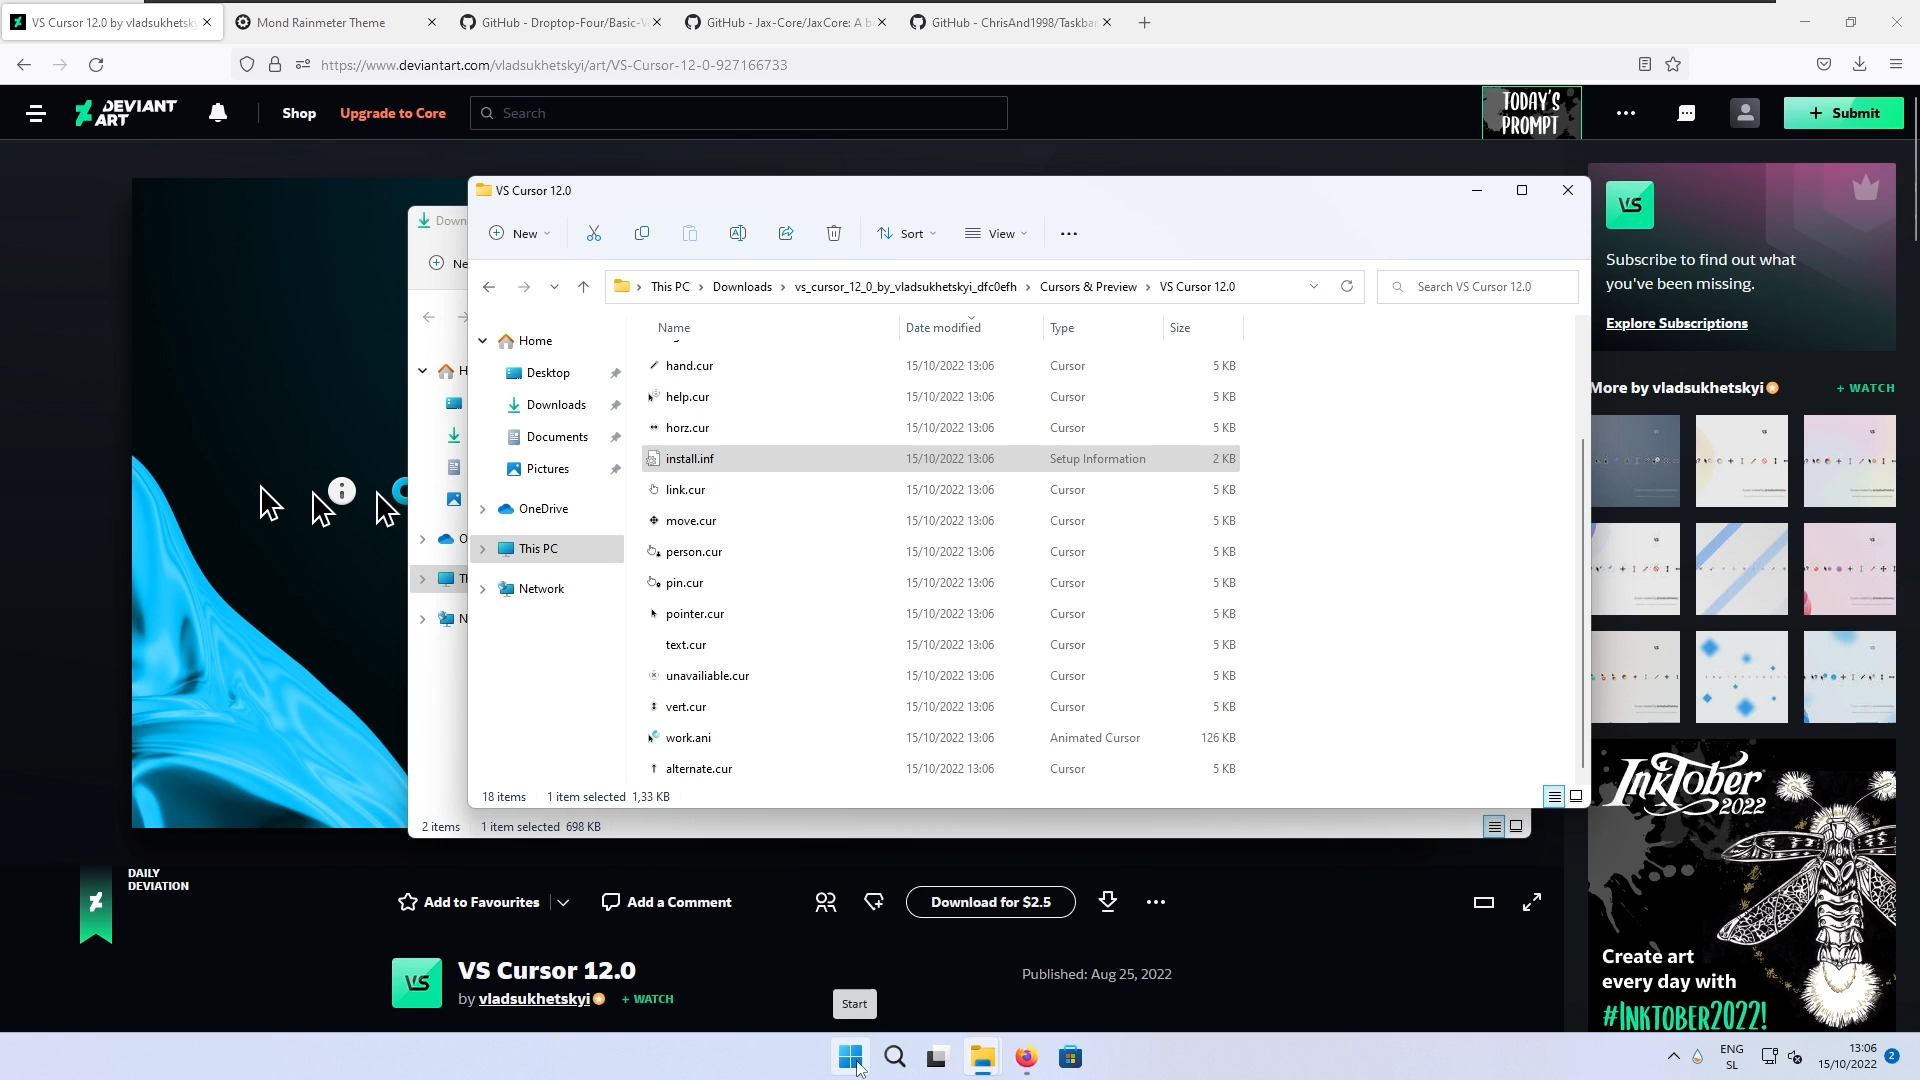 VS Cursor 12.0 by vladsukhetsky
Mond Rainmeter Theme
GitHub - Droptop-Four/Basic-V
GitHub - Jax-Core/JaxCore: A b
GitHub - ChrisAnd1998/Taskbar
https://www.deviantart.com/vladsukhetskyi/art/VS-Cursor-12-0-927166733
DEVIANT ART
Shop
Upgrade to Core
Search
TODAY'S PROMPT
Submit
VS Cursor 12.0
Down
New
Sort
View
Ne
This PC
Downloads
vs_cursor_12_0_by_vladsukhetskyi_dfc0efh
Cursors & Preview
VS Cursor 12.0
Search VS Cursor 12.0
Name
Date modified
Type
Size
Home
Desktop
Downloads
Documents
Pictures
OneDrive
This PC
Network
H
O
Th
N
hand.cur 15/10/2022 13:06 Cursor 5 KB
help.cur 15/10/2022 13:06 Cursor 5 KB
horz.cur 15/10/2022 13:06 Cursor 5 KB
install.inf 15/10/2022 13:06 Setup Information 2 KB
link.cur 15/10/2022 13:06 Cursor 5 KB
move.cur 15/10/2022 13:06 Cursor 5 KB
person.cur 15/10/2022 13:06 Cursor 5 KB
pin.cur 15/10/2022 13:06 Cursor 5 KB
pointer.cur 15/10/2022 13:06 Cursor 5 KB
text.cur 15/10/2022 13:06 Cursor 5 KB
unavailiable.cur 15/10/2022 13:06 Cursor 5 KB
vert.cur 15/10/2022 13:06 Cursor 5 KB
work.ani 15/10/2022 13:06 Animated Cursor 126 KB
alternate.cur 15/10/2022 13:06 Cursor 5 KB
18 items 1 item selected 1,33 KB
2 items 1 item selected 698 KB
VS
Subscribe to find out what
you've been missing.
Explore Subscriptions
More by vladsukhetskyi
+ WATCH
INKTOBER
2022
Create art
every day with
#INKTOBER2022!
DAILY
DEVIATION
Add to Favourites
Add a Comment
Download for $2.5
VS
VS Cursor 12.0
by vladsukhetskyi
+ WATCH
Published: Aug 25, 2022
Start
ENG
SL
13:06
15/10/2022
2